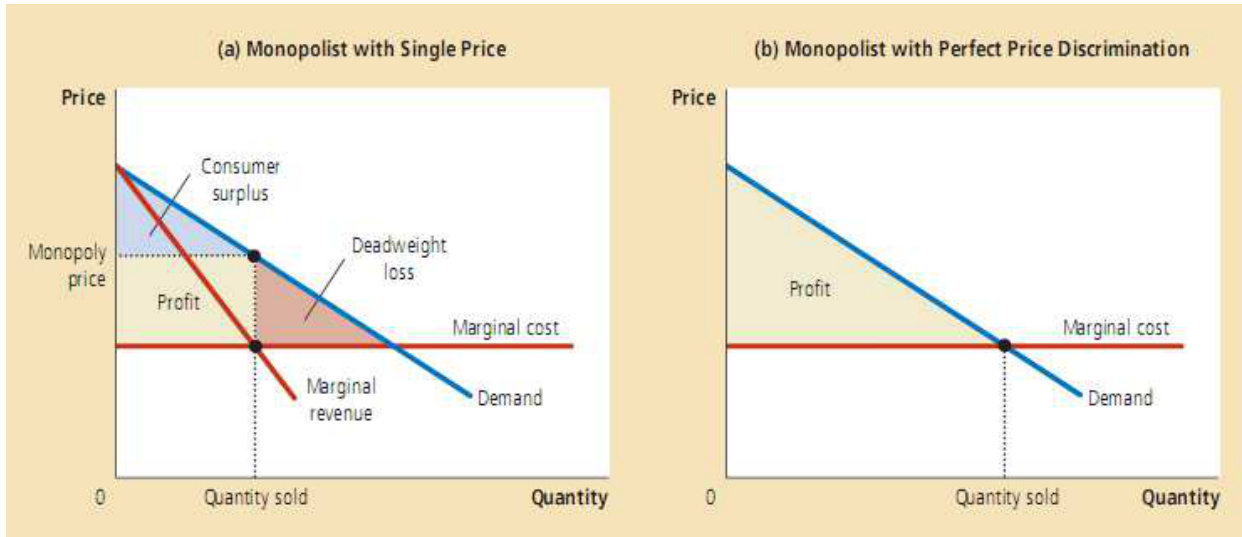 (a) Monopolist with Single Price
Price
Consumer
surplus
Monopoly
price
Deadweight
loss
Profit
Marginal cost
Marginal
revenue
Demand
0
Quantity sold
Quantity
(b) Monopolist with Perfect Price Discrimination
Price
Profit
Marginal cost
Demand
0
Quantity sold
Quantity